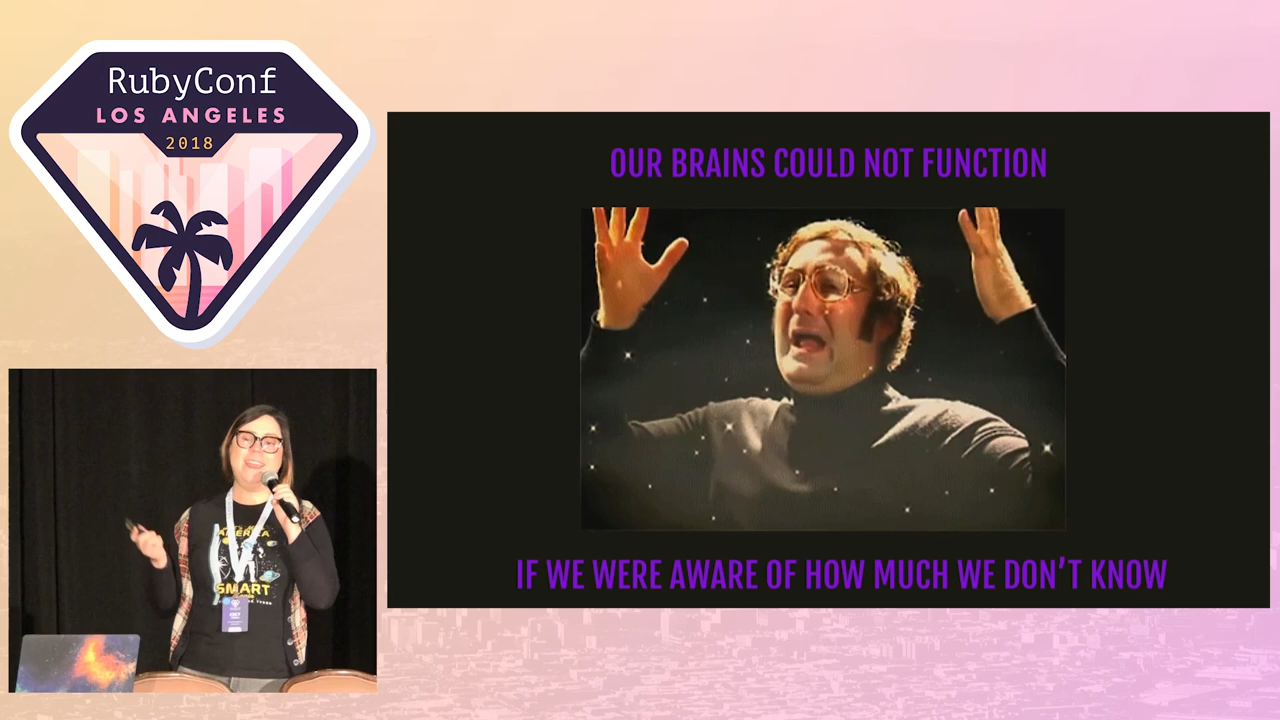 RubyConf
LOS ANGELES
2018
OUR BRAINS COULD NOT FUNCTION
IF WE WERE AWARE OF HOW MUCH WE DON'T KNOW
AMERICA
SMART